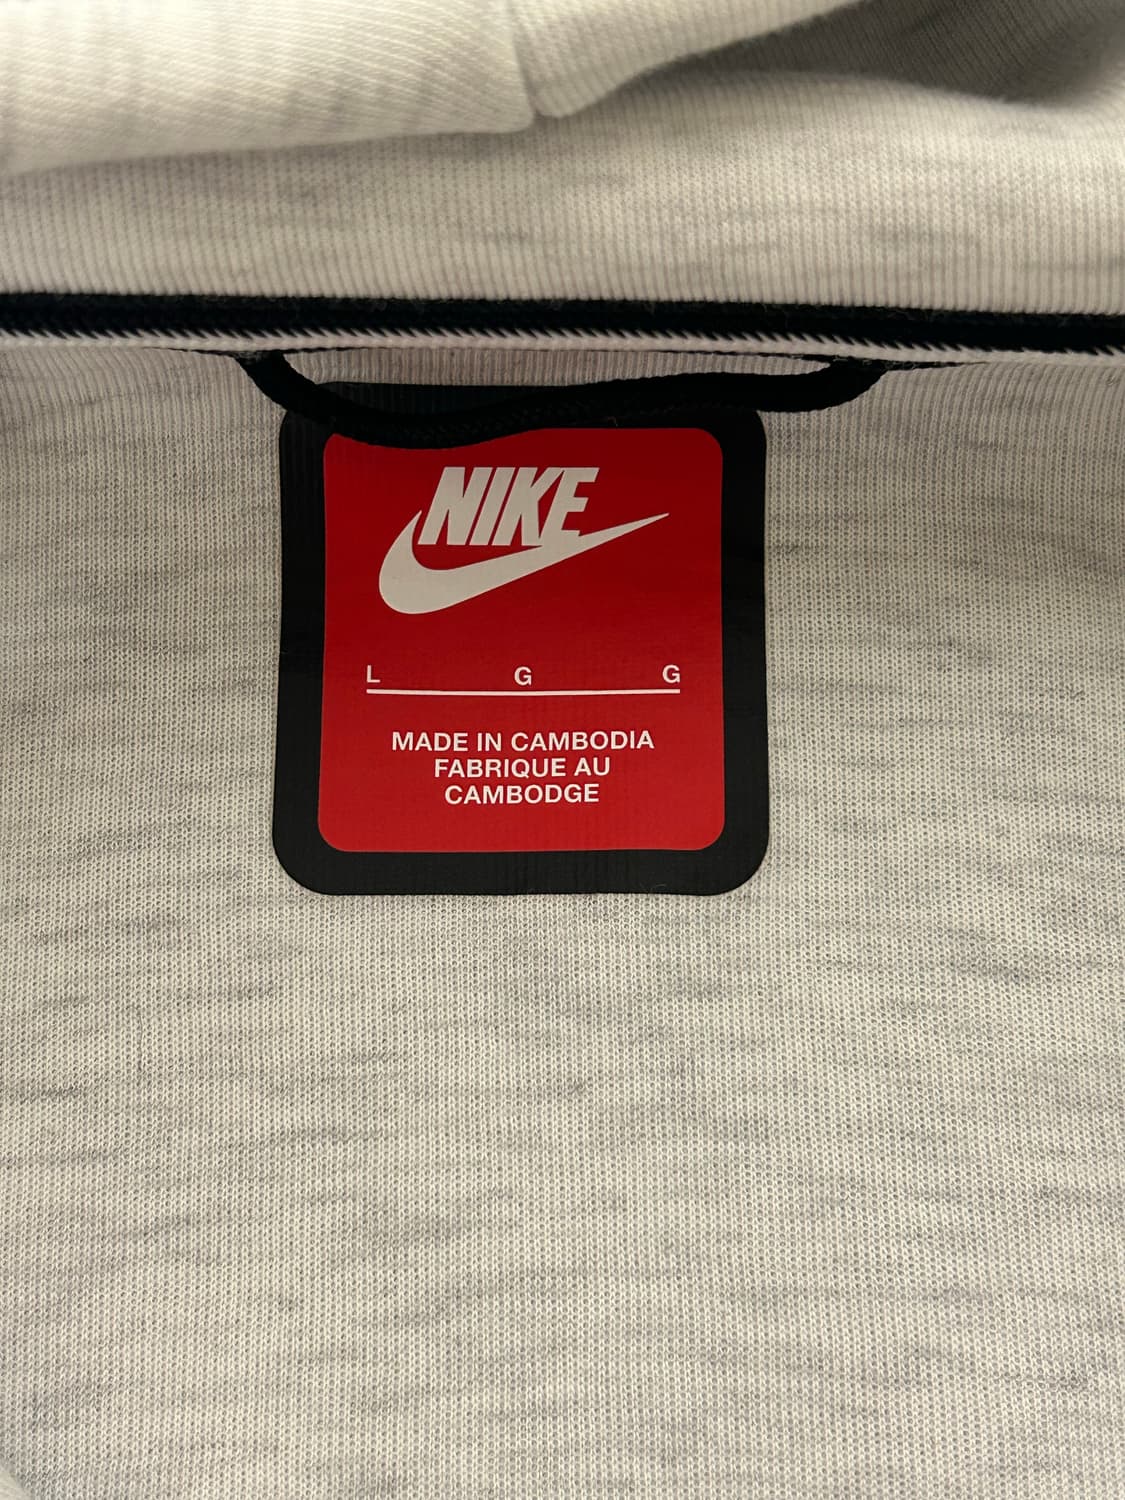 NIKE
L G G
MADE IN CAMBODIA
FABRIQUE AU
CAMBODGE